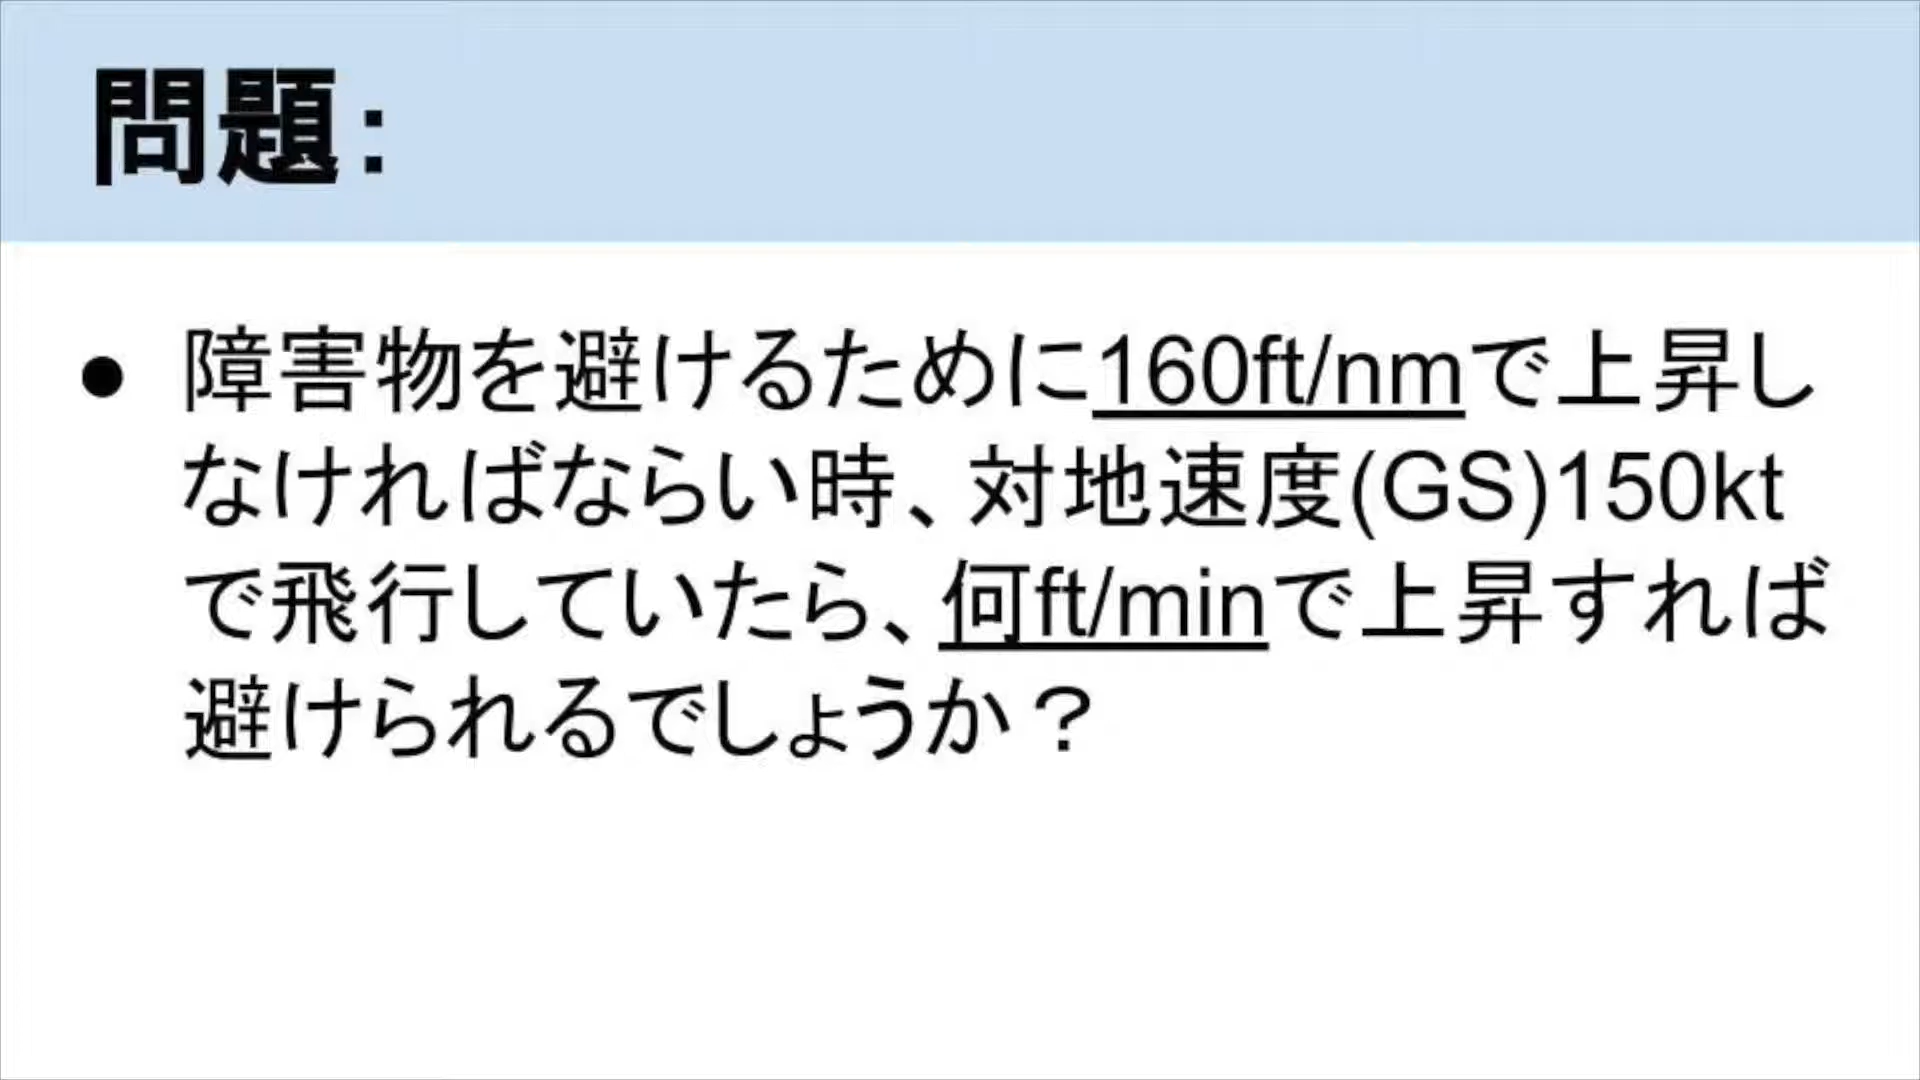 問題:
● 障害物を避けるために160ft/nmで上昇し
なければならい時、対地速度(GS)150kt
で飛行していたら、何ft/minで上昇すれば
避けられるでしょうか？